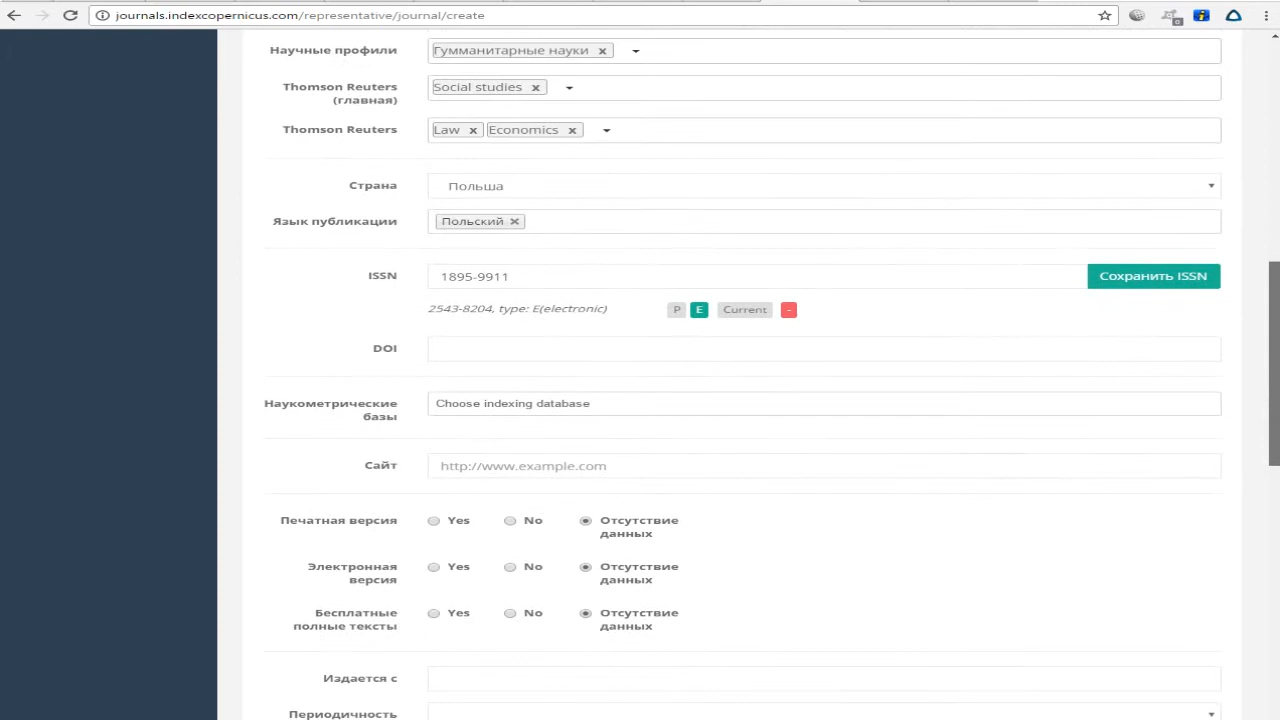 journals.indexcopernicus.com/representative/journal/create
Научные профили
Гумманитарные науки ×
Thomson Reuters
(главная)
Social studies ×
Thomson Reuters
Law × Economics ×
Страна
Польша
Язык публикации
Польский ×
ISSN
1895-9911
Сохранить ISSN
2543-8204, type: E(electronic)
P E Current -
DOI
Наукометрические
базы
Choose indexing database
Сайт
http://www.example.com
Печатная версия
Yes No Отсутствие
данных
Электронная
версия
Yes No Отсутствие
данных
Бесплатные
полные тексты
Yes No Отсутствие
данных
Издается с
Периодичность